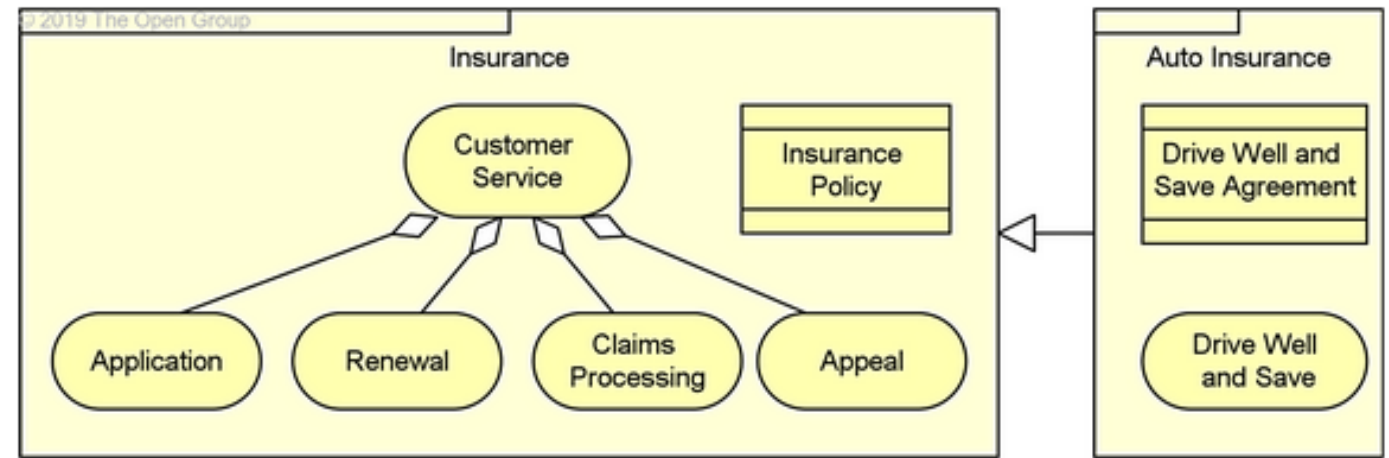 © 2019 The Open Group
Insurance
Customer
Service
Insurance
Policy
Application
Renewal
Claims
Processing
Appeal
Auto Insurance
Drive Well and
Save Agreement
Drive Well
and Save